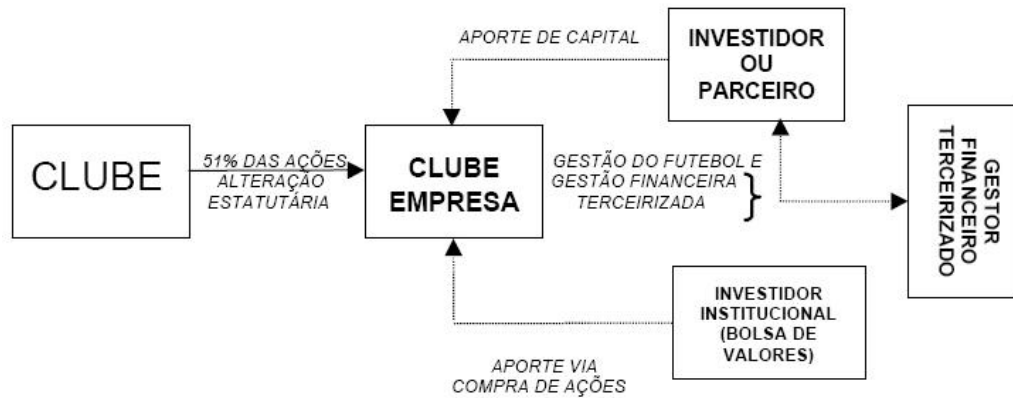 CLUBE
51% DAS AÇÕES
ALTERAÇÃO
ESTATUTÁRIA
CLUBE
EMPRESA
APORTE DE CAPITAL
INVESTIDOR
OU
PARCEIRO
GESTÃO DO FUTEBOL E
GESTÃO FINANCEIRA
TERCEIRIZADA
}
GESTOR
FINANCEIRO
TERCEIRIZADO
INVESTIDOR
INSTITUCIONAL
(BOLSA DE
VALORES)
APORTE VIA
COMPRA DE AÇÕES